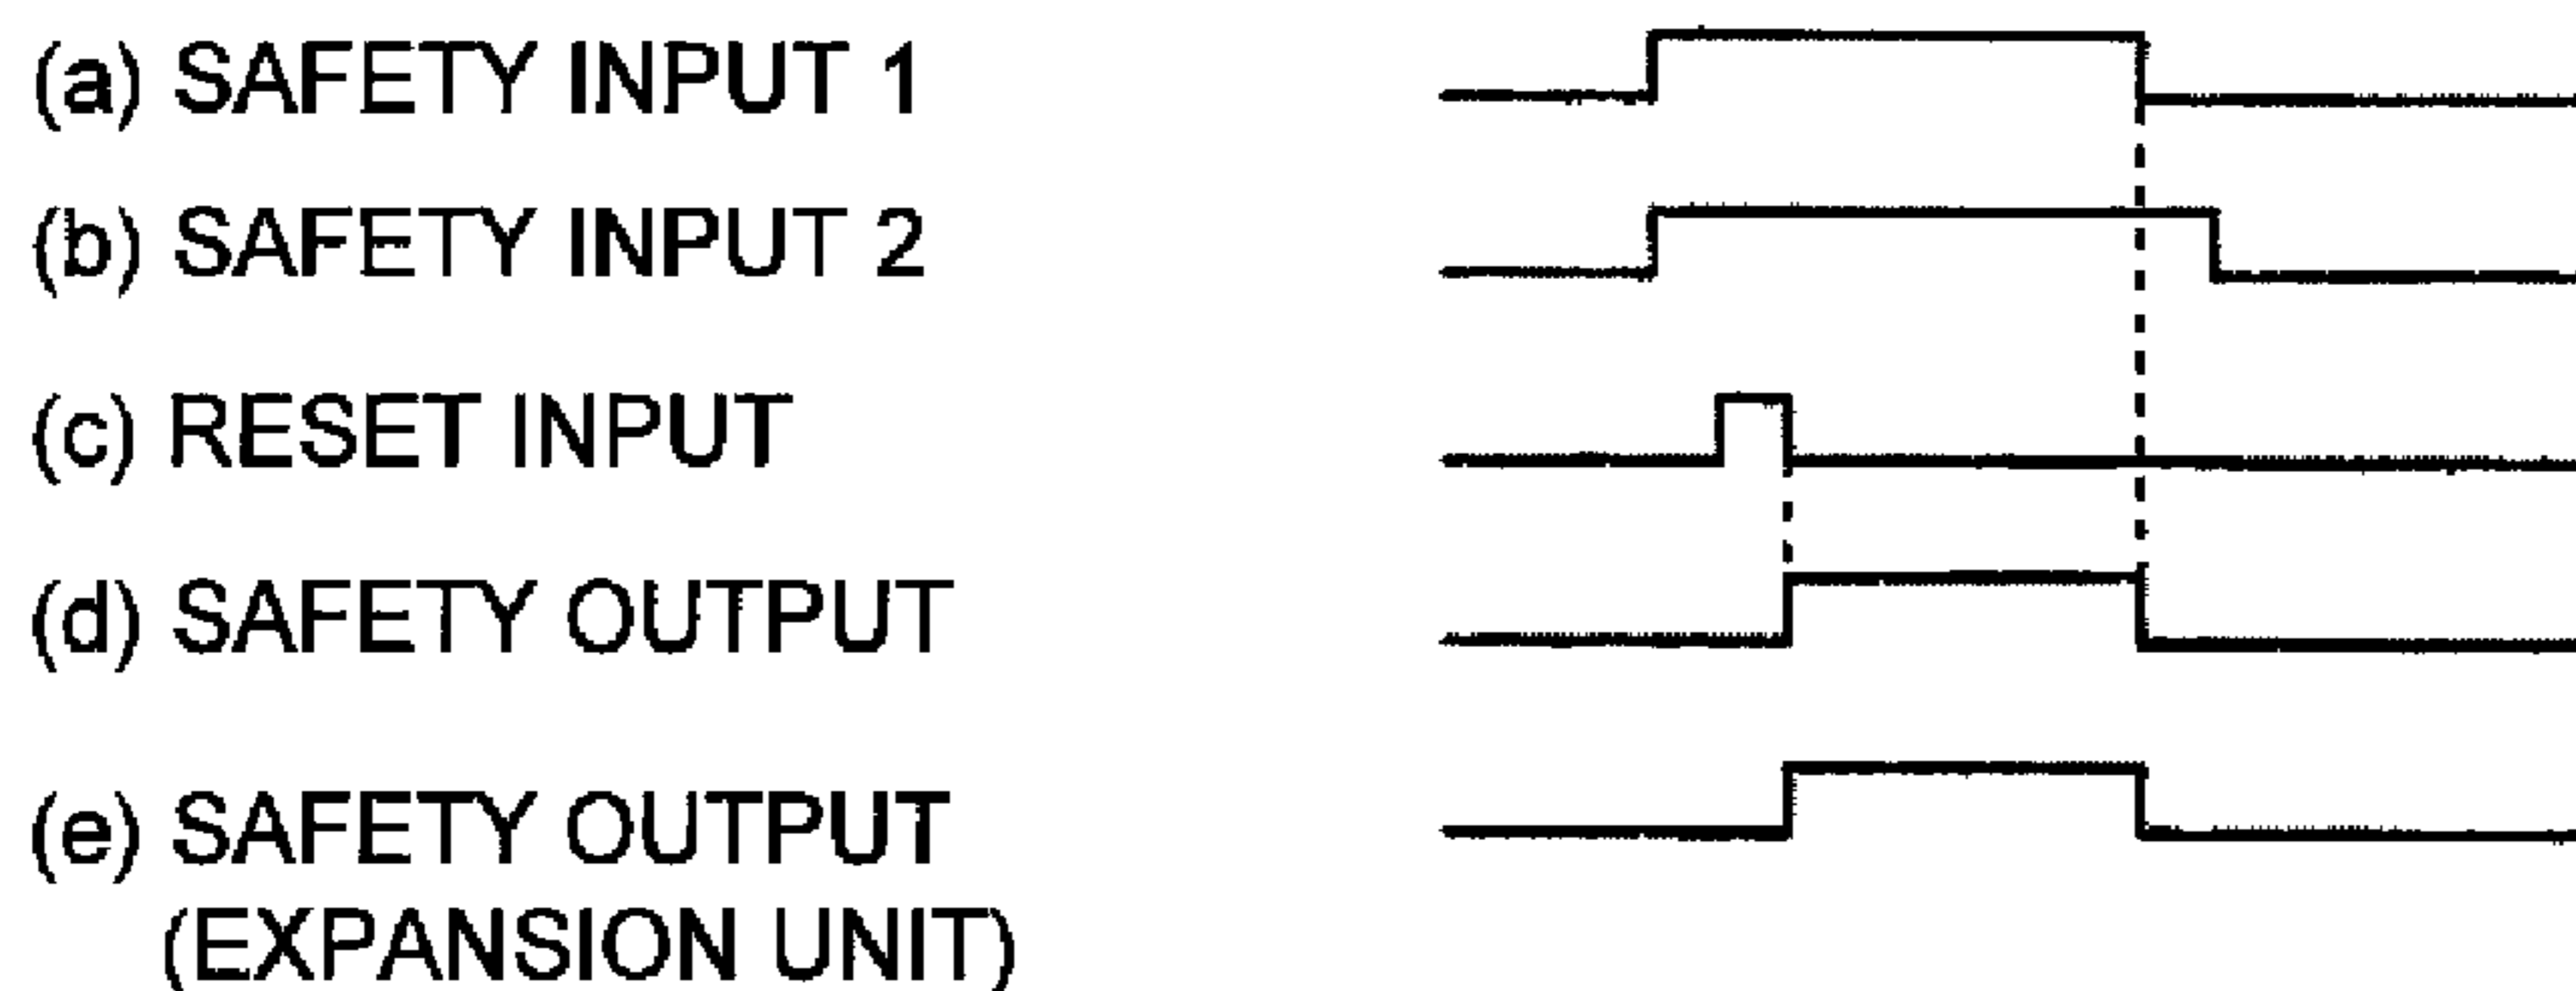 (a) SAFETY INPUT 1
(b) SAFETY INPUT 2
(c) RESET INPUT
(d) SAFETY OUTPUT
(e) SAFETY OUTPUT
(EXPANSION UNIT)